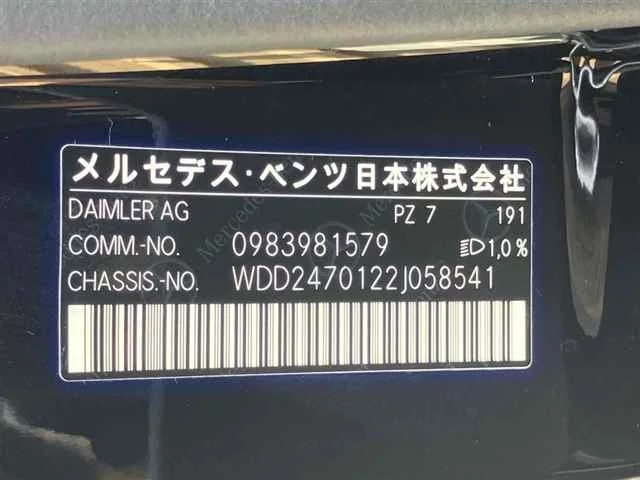 メルセデス・ベンツ日本株式会社
DAIMLER AG PZ 7 191
COMM.-NO. 0983981579 1,0%
CHASSIS.-NO. WDD2470122J058541